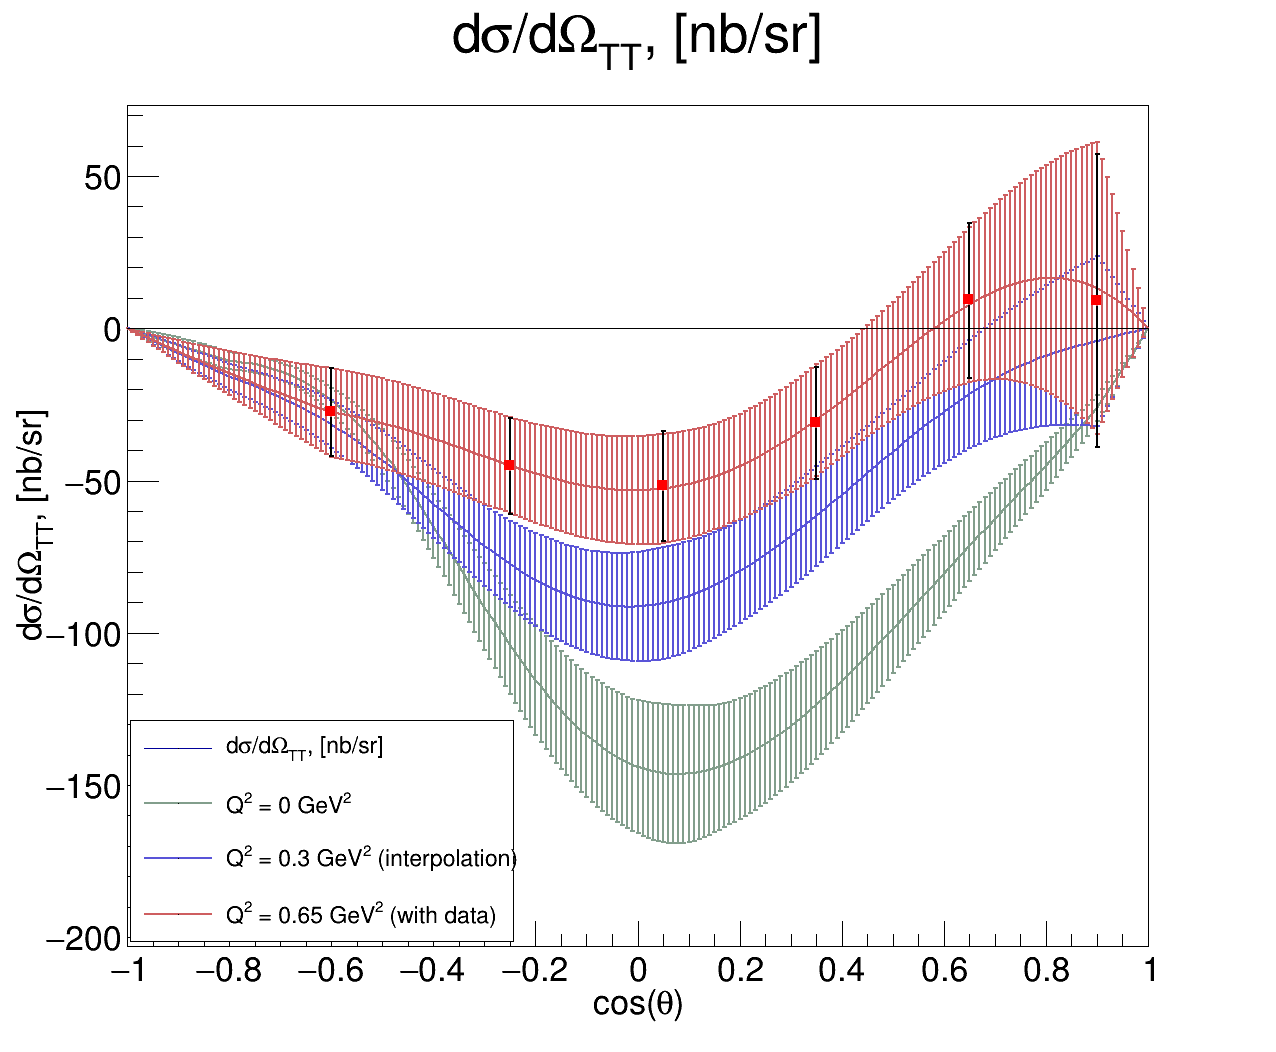 dσ/dΩTT, [nb/sr]
dσ/dΩTT, [nb/sr]
50
0
−50
−100
−150
−200
dσ/dΩTT, [nb/sr]
Q2 = 0 GeV2
Q2 = 0.3 GeV2 (interpolation)
Q2 = 0.65 GeV2 (with data)
−1 −0.8 −0.6 −0.4 −0.2 0 0.2 0.4 0.6 0.8 1
cos(θ)